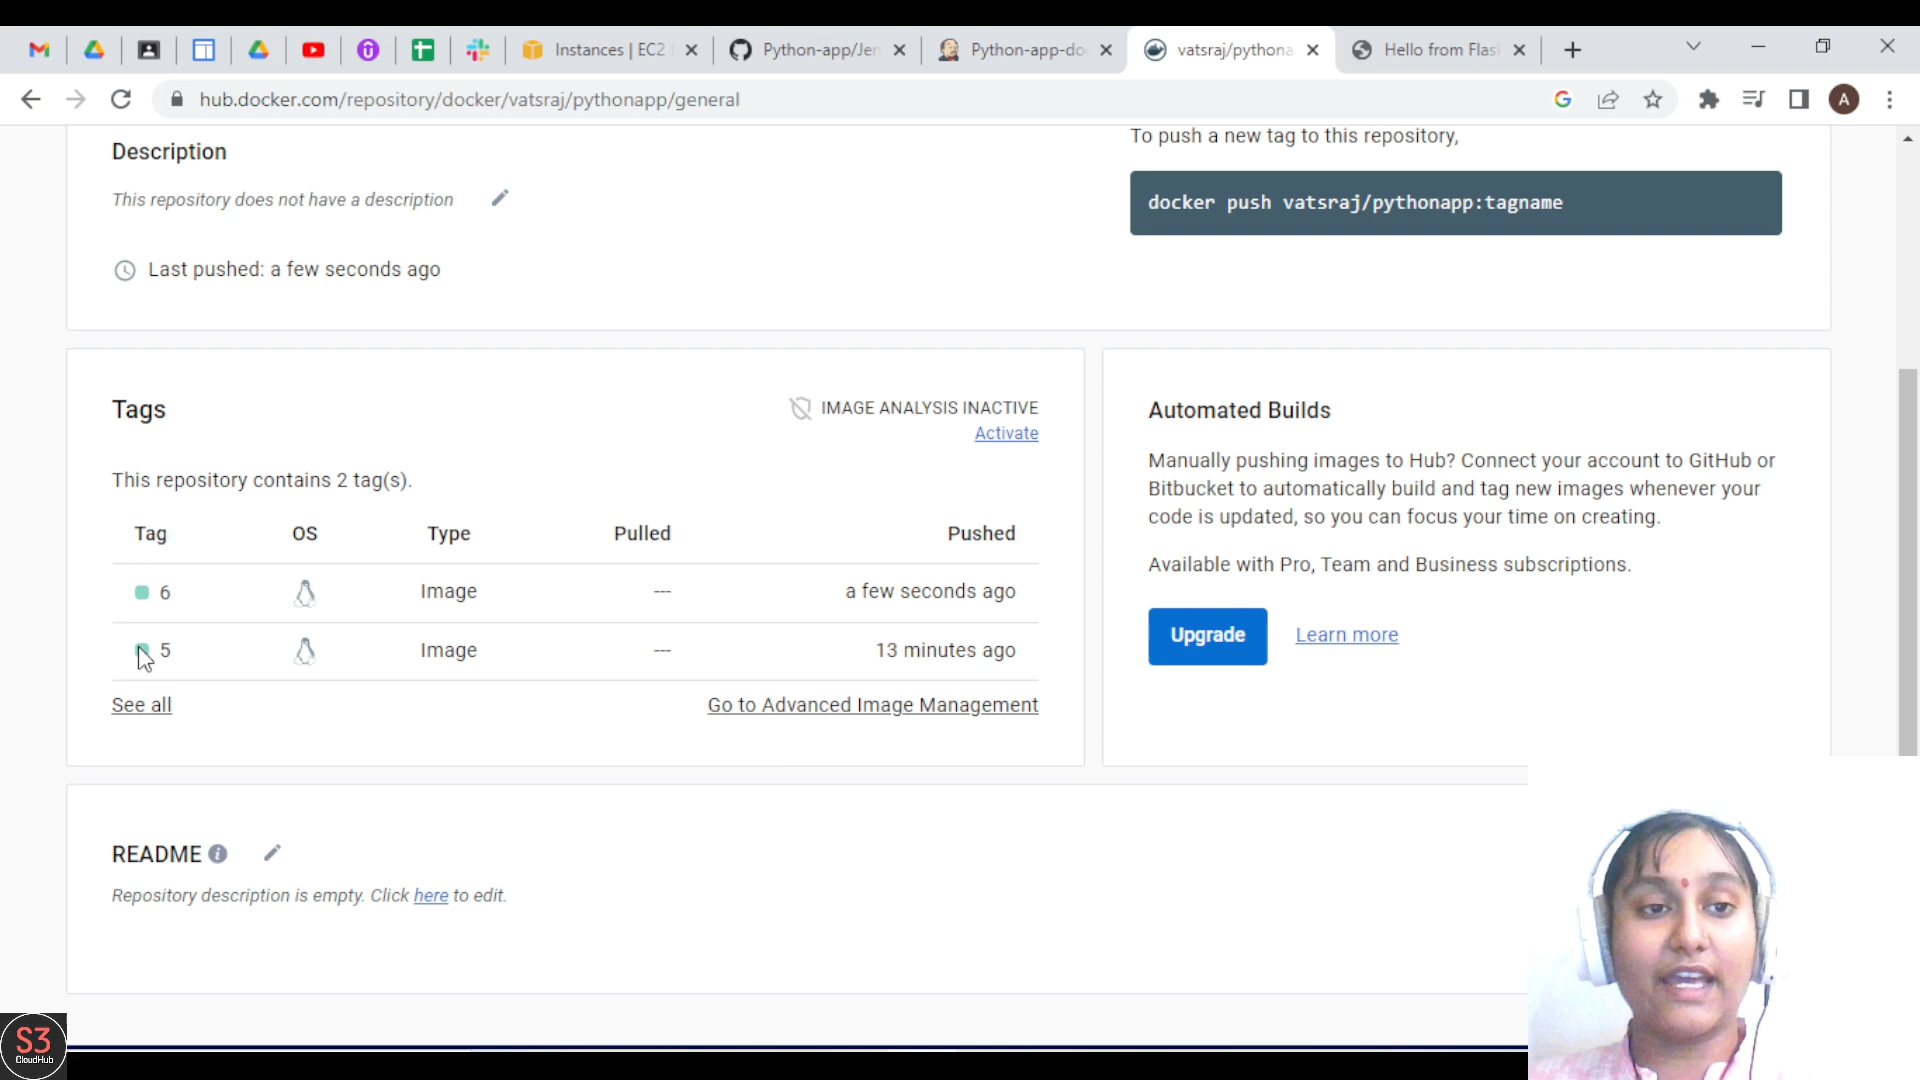 Instances | EC2
Python-app/Jen
Python-app-do
vatsraj/pythona
Hello from Flask
hub.docker.com/repository/docker/vatsraj/pythonapp/general
A
Description
This repository does not have a description
Last pushed: a few seconds ago
To push a new tag to this repository,
docker push vatsraj/pythonapp:tagname
Tags
IMAGE ANALYSIS INACTIVE
Activate
This repository contains 2 tag(s).
Tag OS Type Pulled Pushed
6 Image --- a few seconds ago
5 Image --- 13 minutes ago
See all
Go to Advanced Image Management
Automated Builds
Manually pushing images to Hub? Connect your account to GitHub or
Bitbucket to automatically build and tag new images whenever your
code is updated, so you can focus your time on creating.
Available with Pro, Team and Business subscriptions.
Upgrade
Learn more
README
Repository description is empty. Click here to edit.
S3
CloudHub